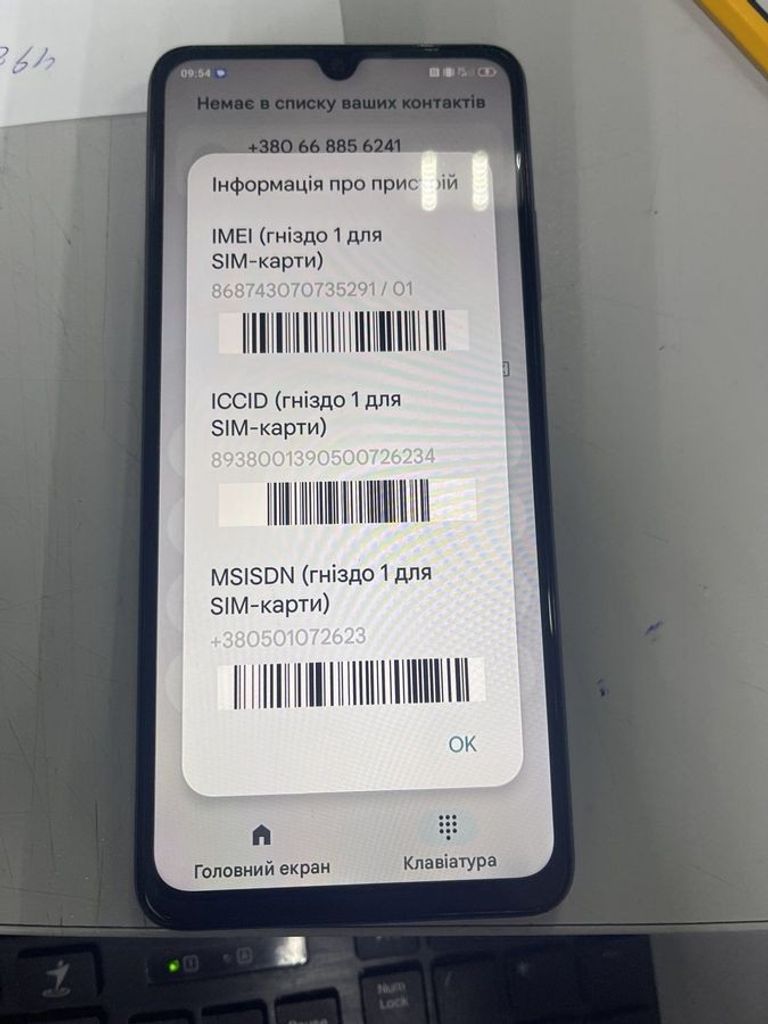 09:54
Немає в списку ваших контактів
+380 66 885 6241
Інформація про пристрій
IMEI (гніздо 1 для
SIM-карти)
868743070735291 / 01
ICCID (гніздо 1 для
SIM-карти)
8938001390500726234
MSISDN (гніздо 1 для
SIM-карти)
+380501072623
OK
Головний екран
Клавіатура
Num
Lock